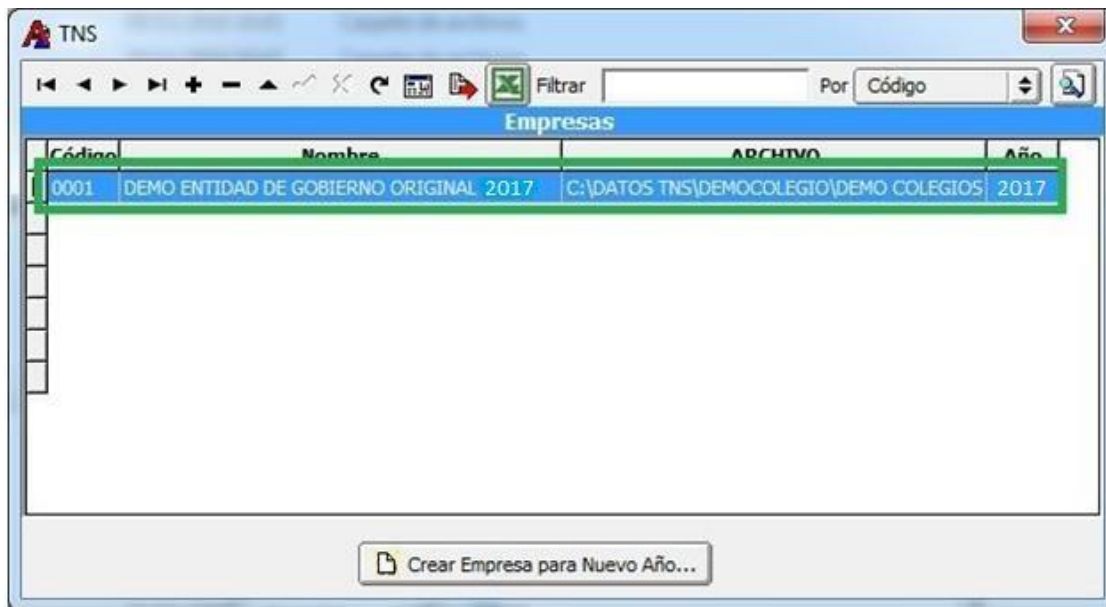 TNS
Filtrar Por Código
Empresas
Código Nombre ARCHIVO Año
0001 DEMO ENTIDAD DE GOBIERNO ORIGINAL 2017 C:\DATOS TNS\DEMOCOLEGIO\DEMO COLEGIOS 2017
Crear Empresa para Nuevo Año...